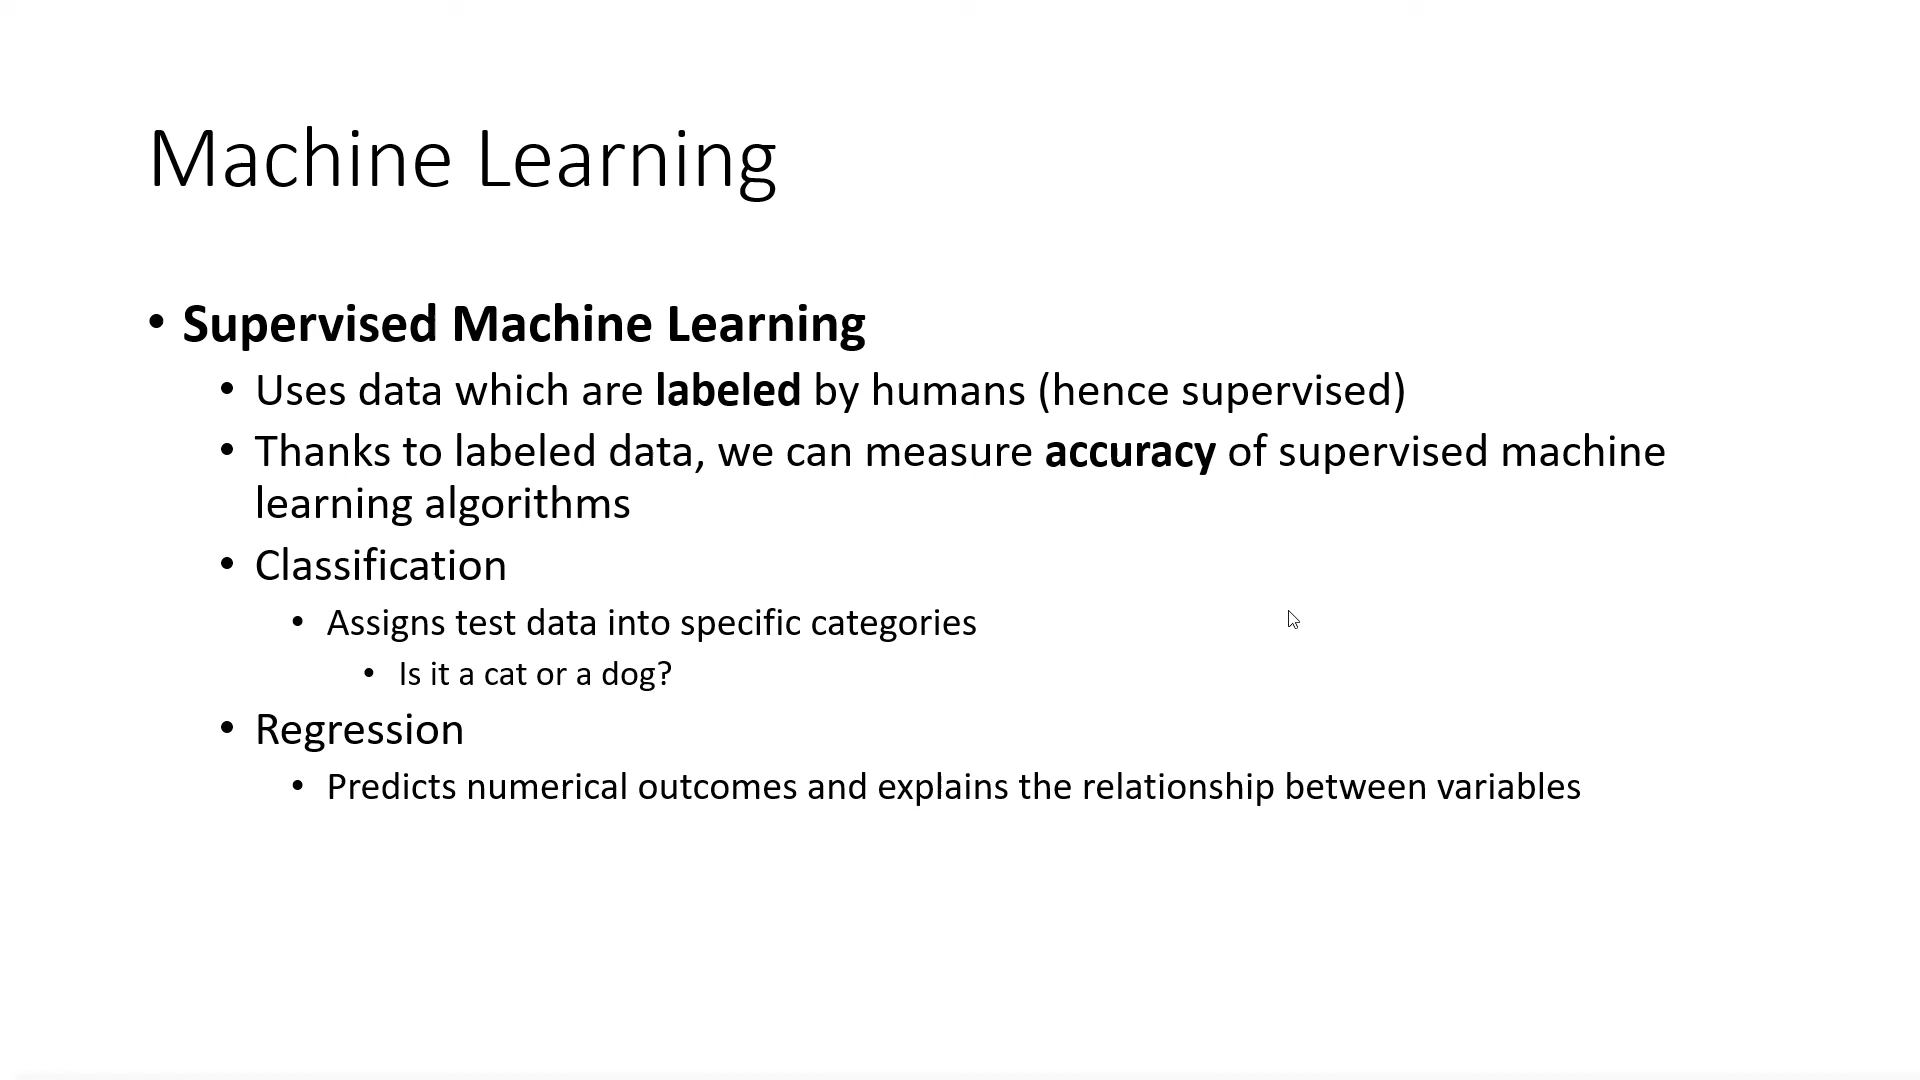 Machine Learning
• Supervised Machine Learning
• Uses data which are labeled by humans (hence supervised)
• Thanks to labeled data, we can measure accuracy of supervised machine
learning algorithms
• Classification
• Assigns test data into specific categories
• Is it a cat or a dog?
• Regression
• Predicts numerical outcomes and explains the relationship between variables